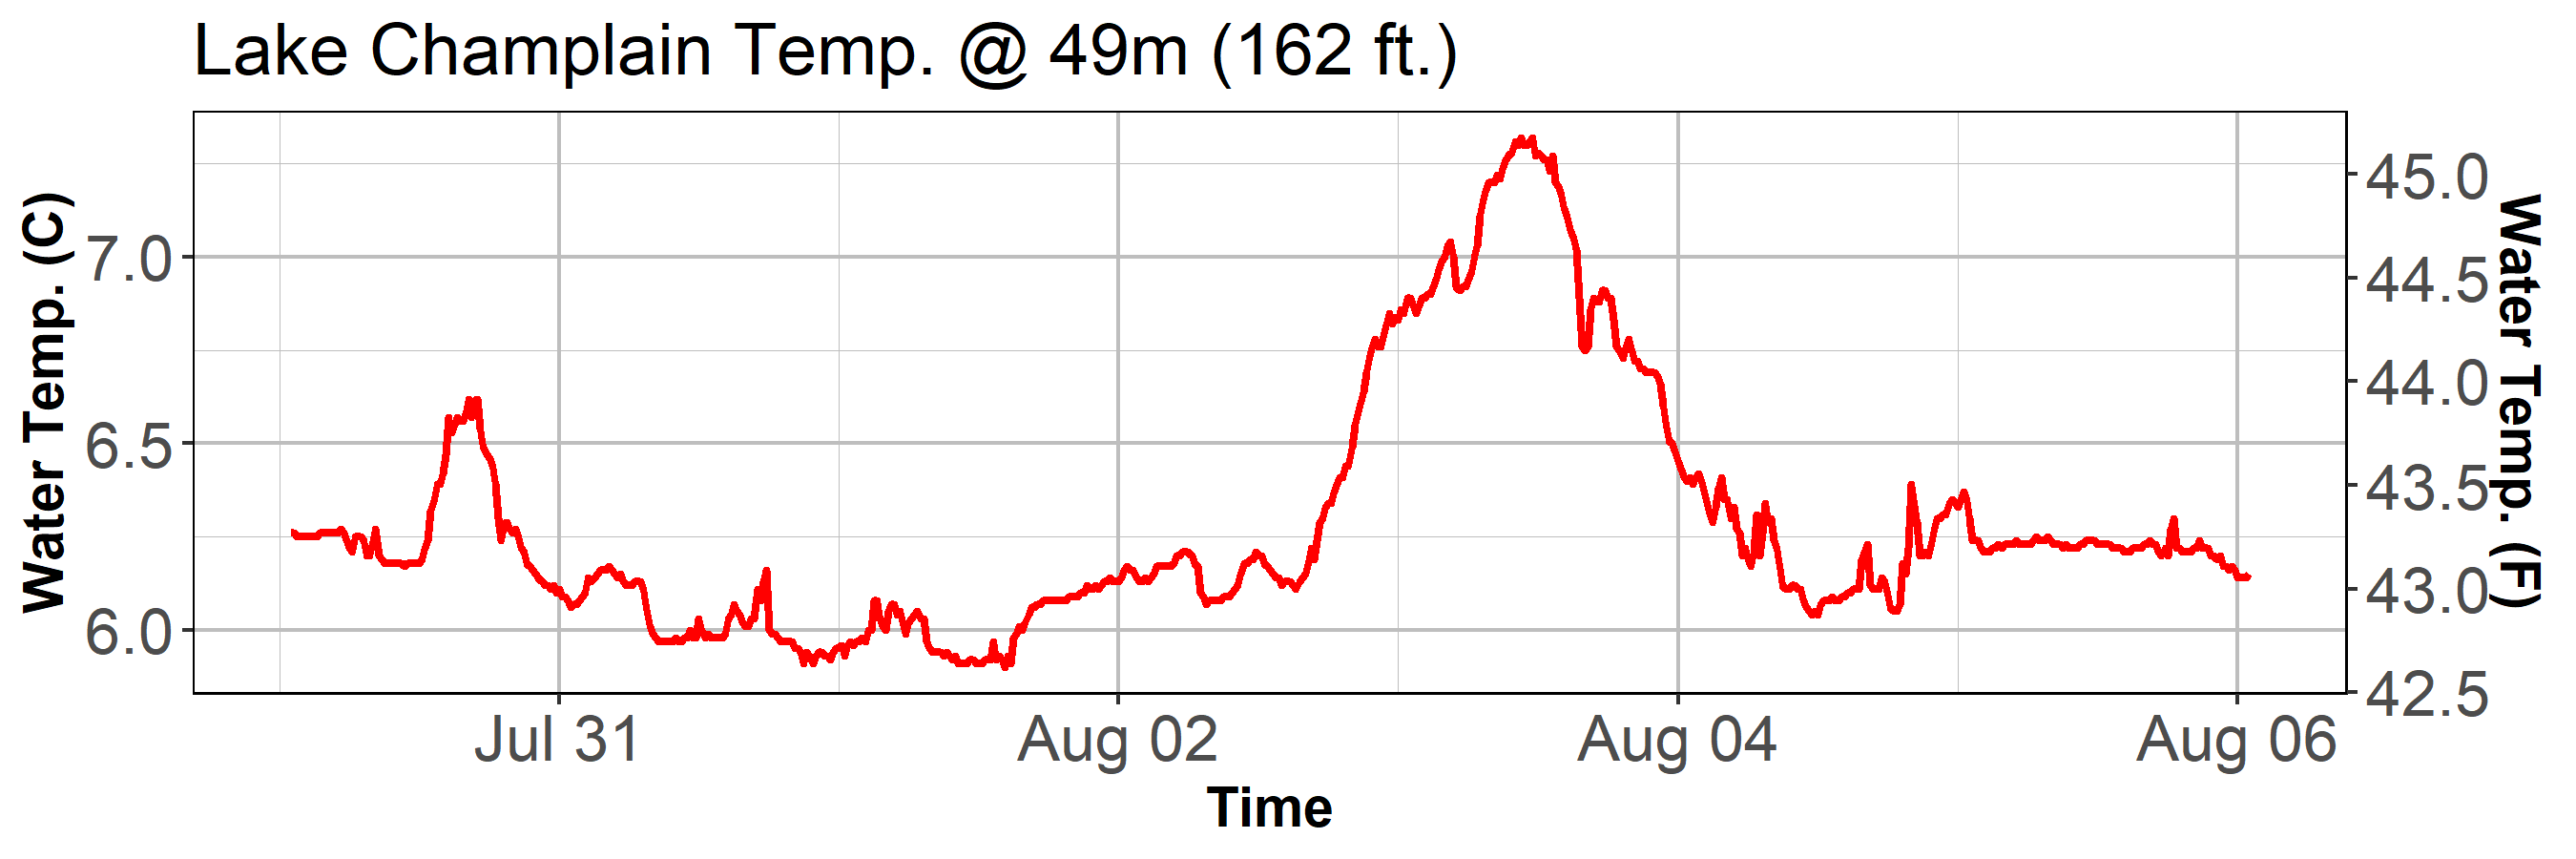 Lake Champlain Temp. @ 49m (162 ft.)
Water Temp. (C)
7.0
6.5
6.0
45.0
44.5
44.0
43.5
43.0
42.5
Water Temp. (F)
Jul 31 Aug 02 Aug 04 Aug 06
Time